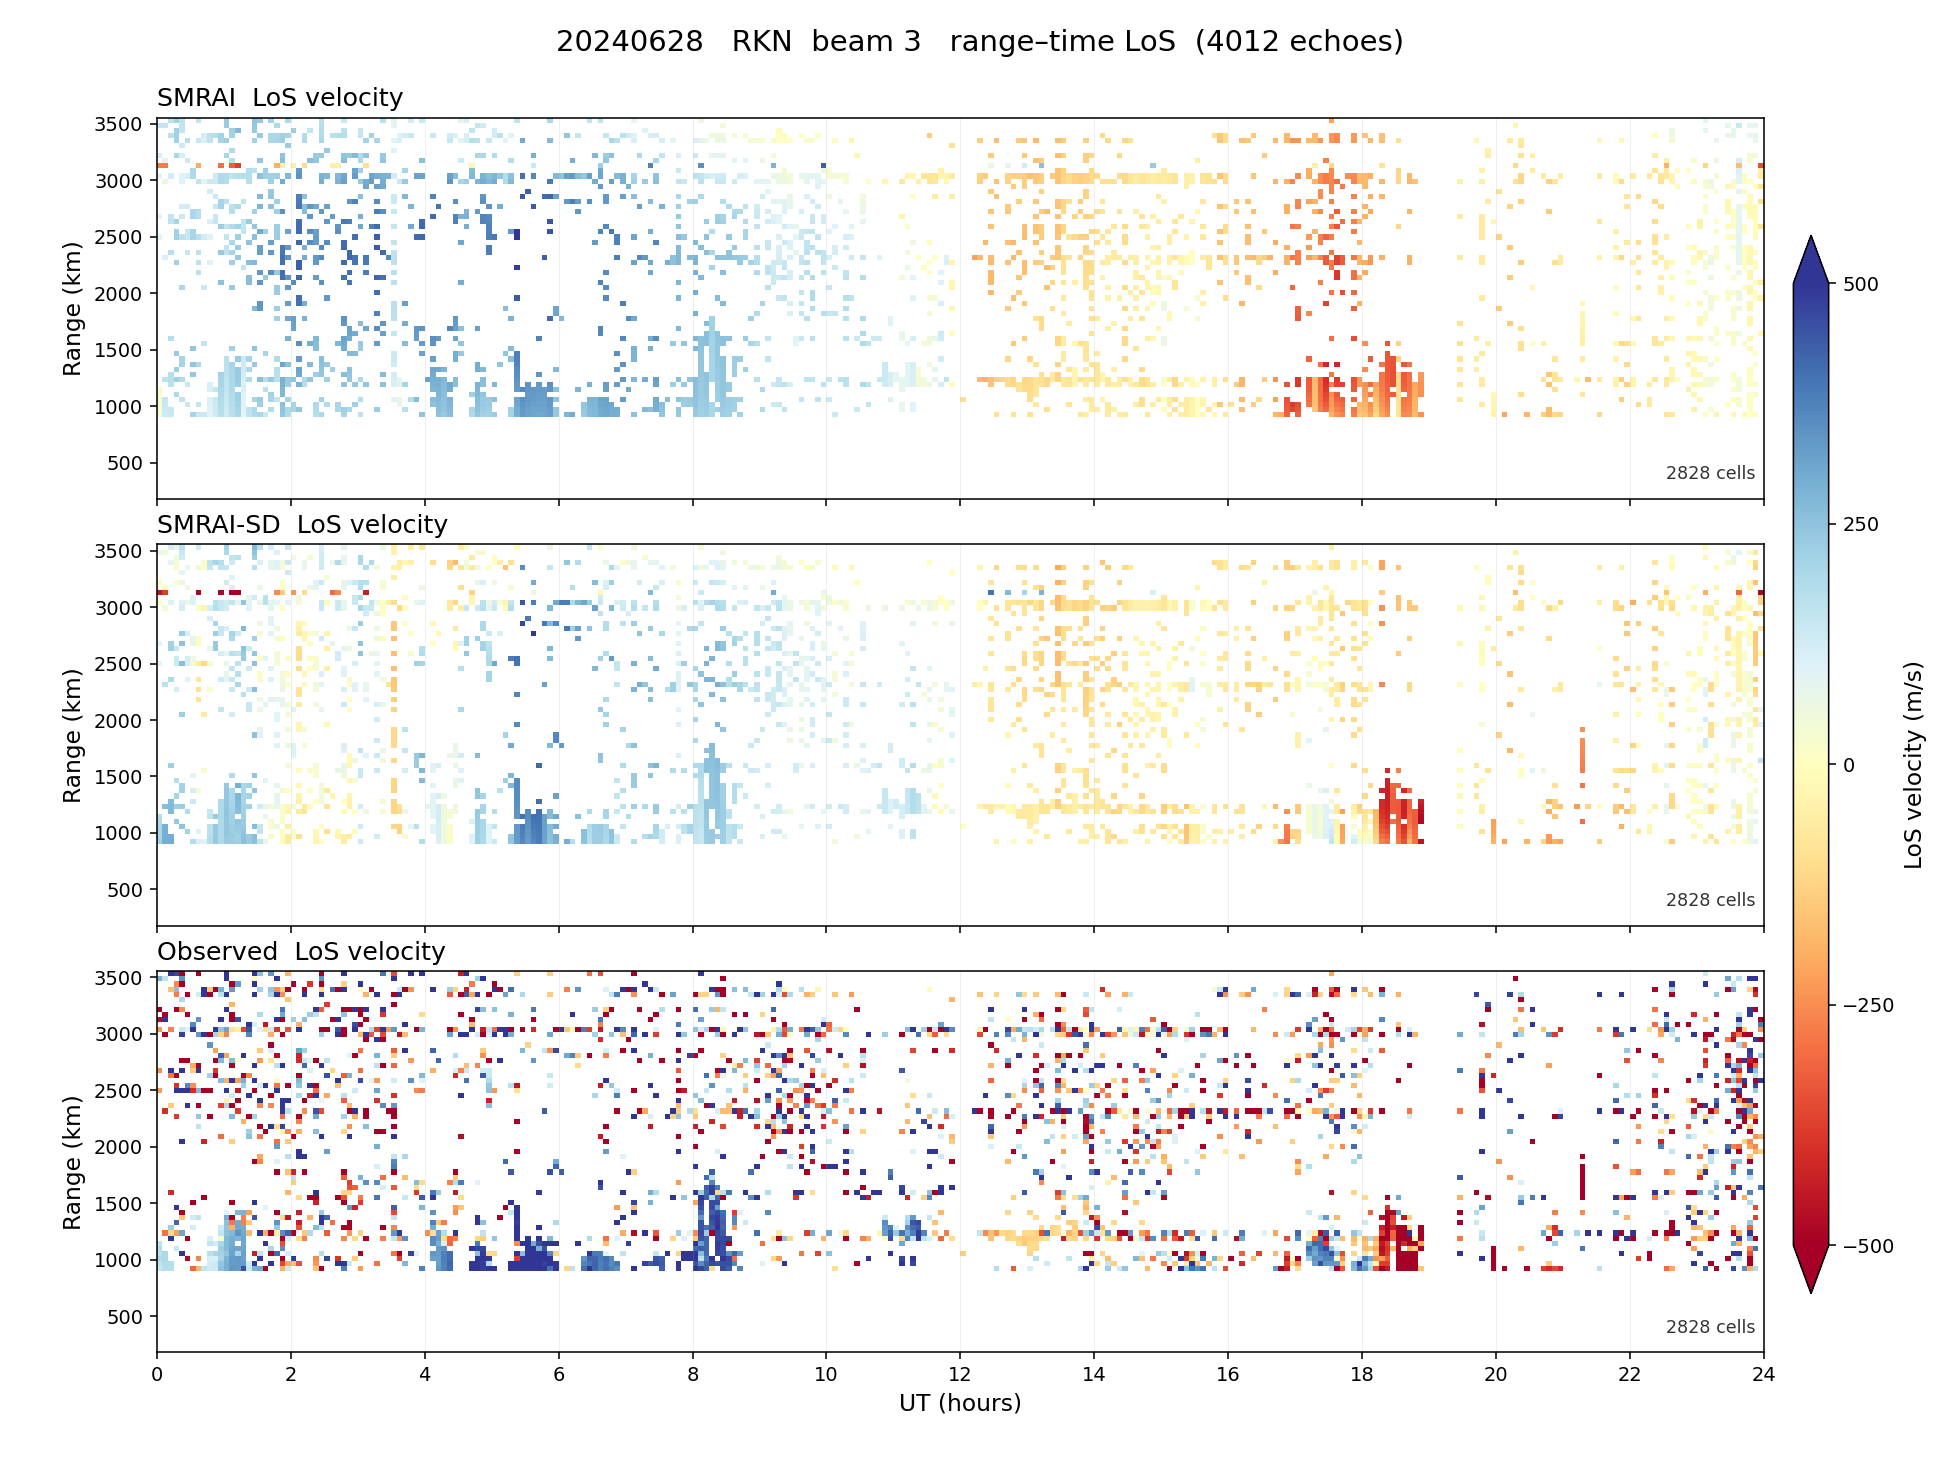 20240628   RKN  beam 3   range–time LoS  (4012 echoes)
SMRAI  LoS velocity
3500
3000
2500
2000
1500
1000
500
Range (km)
2828 cells
SMRAI-SD  LoS velocity
3500
3000
2500
2000
1500
1000
500
Range (km)
2828 cells
Observed  LoS velocity
3500
3000
2500
2000
1500
1000
500
Range (km)
2828 cells
0 2 4 6 8 10 12 14 16 18 20 22 24
UT (hours)
500
250
0
−250
−500
LoS velocity (m/s)